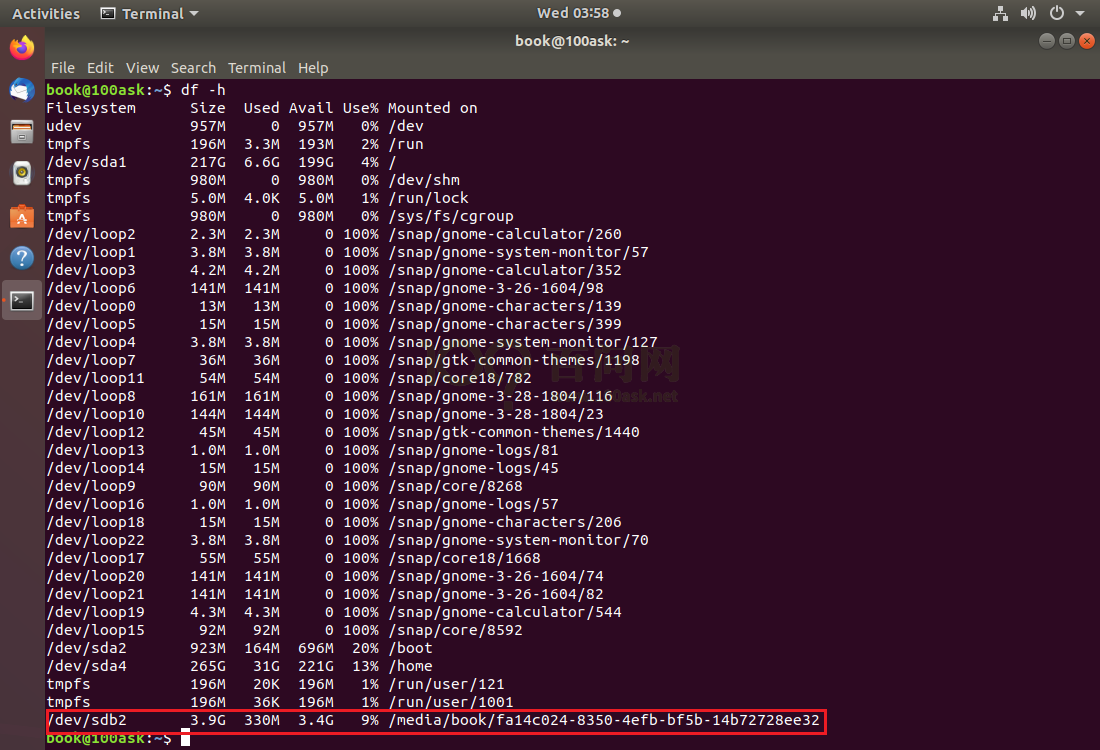 Activities Terminal Wed 03:58
book@100ask: ~
File Edit View Search Terminal Help
book@100ask:~$ df -h
Filesystem Size Used Avail Use% Mounted on
udev 957M 0 957M 0% /dev
tmpfs 196M 3.3M 193M 2% /run
/dev/sda1 217G 6.6G 199G 4% /
tmpfs 980M 0 980M 0% /dev/shm
tmpfs 5.0M 4.0K 5.0M 1% /run/lock
tmpfs 980M 0 980M 0% /sys/fs/cgroup
/dev/loop2 2.3M 2.3M 0 100% /snap/gnome-calculator/260
/dev/loop1 3.8M 3.8M 0 100% /snap/gnome-system-monitor/57
/dev/loop3 4.2M 4.2M 0 100% /snap/gnome-calculator/352
/dev/loop6 141M 141M 0 100% /snap/gnome-3-26-1604/98
/dev/loop0 13M 13M 0 100% /snap/gnome-characters/139
/dev/loop5 15M 15M 0 100% /snap/gnome-characters/399
/dev/loop4 3.8M 3.8M 0 100% /snap/gnome-system-monitor/127
/dev/loop7 36M 36M 0 100% /snap/gtk-common-themes/1198
/dev/loop11 54M 54M 0 100% /snap/core18/782
/dev/loop8 161M 161M 0 100% /snap/gnome-3-28-1804/116
/dev/loop10 144M 144M 0 100% /snap/gnome-3-28-1804/23
/dev/loop12 45M 45M 0 100% /snap/gtk-common-themes/1440
/dev/loop13 1.0M 1.0M 0 100% /snap/gnome-logs/81
/dev/loop14 15M 15M 0 100% /snap/gnome-logs/45
/dev/loop9 90M 90M 0 100% /snap/core/8268
/dev/loop16 1.0M 1.0M 0 100% /snap/gnome-logs/57
/dev/loop18 15M 15M 0 100% /snap/gnome-characters/206
/dev/loop22 3.8M 3.8M 0 100% /snap/gnome-system-monitor/70
/dev/loop17 55M 55M 0 100% /snap/core18/1668
/dev/loop20 141M 141M 0 100% /snap/gnome-3-26-1604/74
/dev/loop21 141M 141M 0 100% /snap/gnome-3-26-1604/82
/dev/loop19 4.3M 4.3M 0 100% /snap/gnome-calculator/544
/dev/loop15 92M 92M 0 100% /snap/core/8592
/dev/sda2 923M 164M 696M 20% /boot
/dev/sda4 265G 31G 221G 13% /home
tmpfs 196M 20K 196M 1% /run/user/121
tmpfs 196M 36K 196M 1% /run/user/1001
/dev/sdb2 3.9G 330M 3.4G 9% /media/book/fa14c024-8350-4efb-bf5b-14b72728ee32
book@100ask:~$